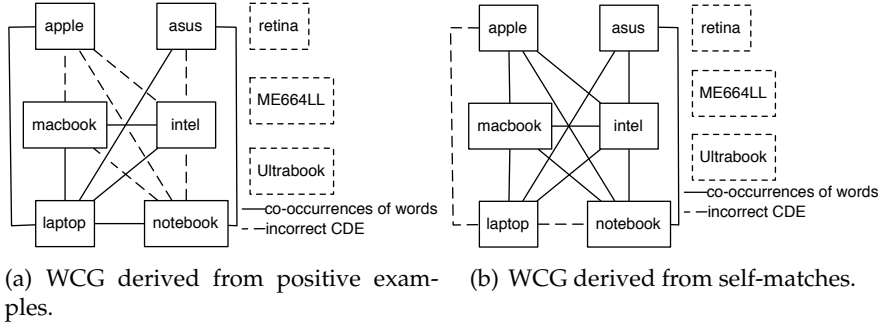 apple
asus
retina
macbook
intel
ME664LL
Ultrabook
laptop
notebook
co-occurrences of words
incorrect CDE
(a) WCG derived from positive exam-
ples.
apple
asus
retina
macbook
intel
ME664LL
Ultrabook
laptop
notebook
co-occurrences of words
incorrect CDE
(b) WCG derived from self-matches.